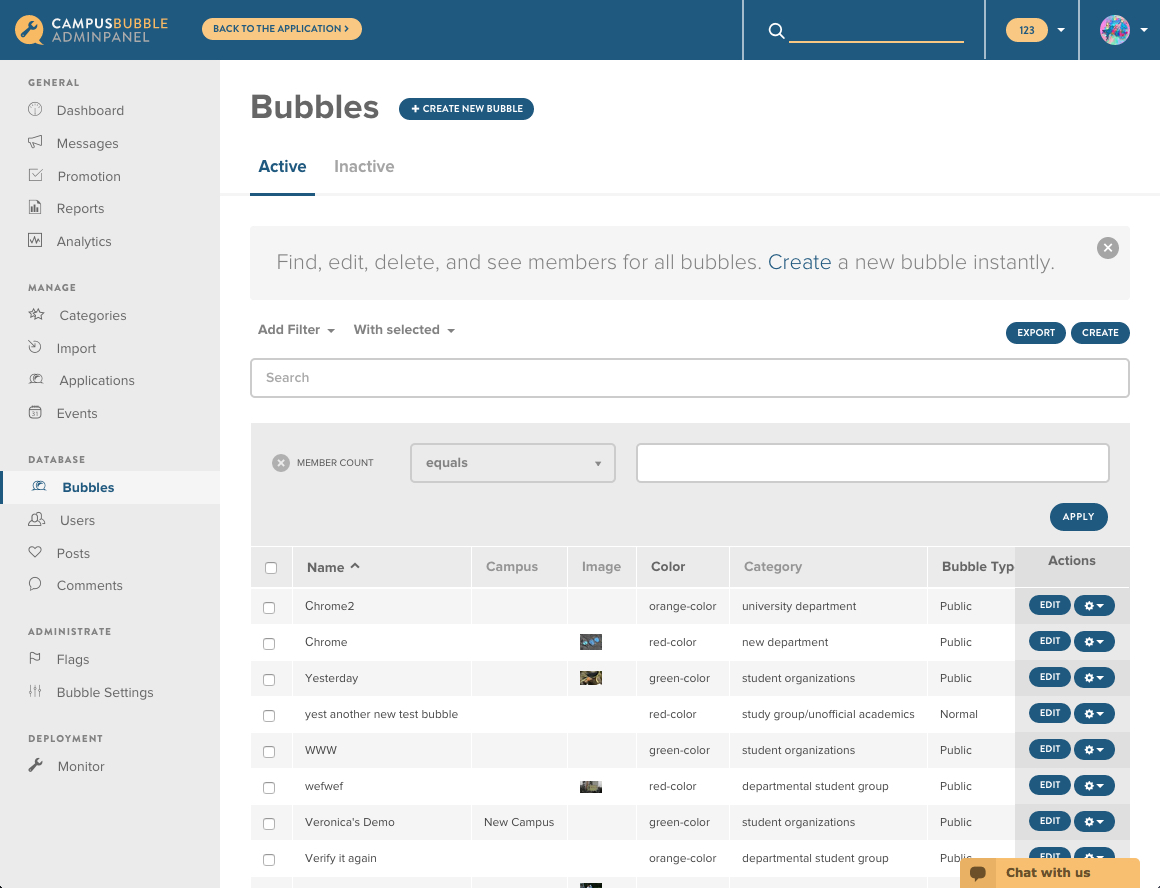 CAMPUSBUBBLE
ADMINPANEL
BACK TO THE APPLICATION >
123
GENERAL
Dashboard
Messages
Promotion
Reports
Analytics
MANAGE
Categories
Import
Applications
31
Events
DATABASE
Bubbles
Users
Posts
Comments
ADMINISTRATE
Flags
Bubble Settings
DEPLOYMENT
Monitor
Bubbles
+ CREATE NEW BUBBLE
Active Inactive
Find, edit, delete, and see members for all bubbles. Create a new bubble instantly.
Add Filter With selected
EXPORT CREATE
Search
MEMBER COUNT equals
APPLY
Name Campus Image Color Category Bubble Typ Actions
Chrome2 orange-color university department Public EDIT
Chrome red-color new department Public EDIT
Yesterday green-color student organizations Public EDIT
yest another new test bubble red-color study group/unofficial academics Normal EDIT
WWW green-color student organizations Public EDIT
wefwef red-color departmental student group Public EDIT
Veronica's Demo New Campus green-color student organizations Public EDIT
Verify it again orange-color departmental student group Public EDIT
Chat with us